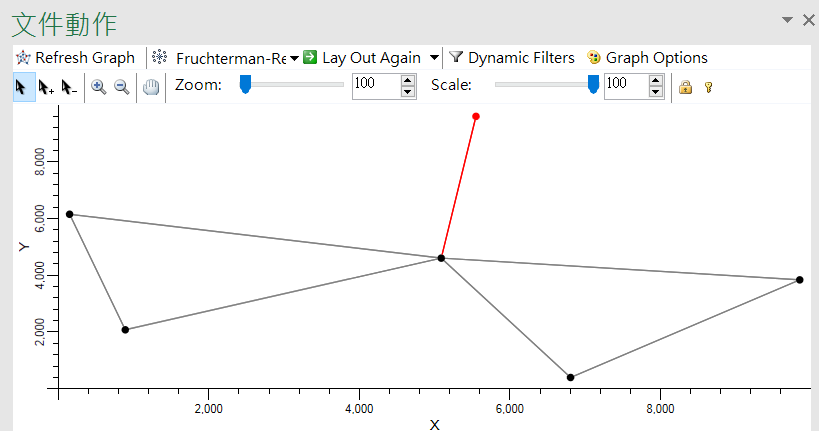 文件動作
Refresh Graph Fruchterman-Re Lay Out Again Dynamic Filters Graph Options
Zoom: 100 Scale: 100
8,000
6,000
Y
4,000
2,000
2,000 4,000 6,000 8,000
X